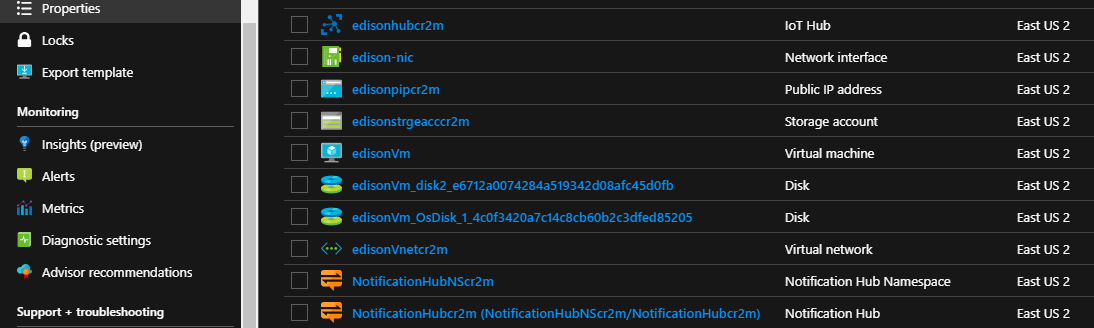 Properties
Locks
Export template
Monitoring
Insights (preview)
Alerts
Metrics
Diagnostic settings
Advisor recommendations
Support + troubleshooting
edisonhubcr2m IoT Hub East US 2
edison-nic Network interface East US 2
edisonpipcr2m Public IP address East US 2
edisonstrgeacccr2m Storage account East US 2
edisonVm Virtual machine East US 2
edisonVm_disk2_e6712a0074284a519342d08afc45d0fb Disk East US 2
edisonVm_OsDisk_1_4c0f3420a7c14c8cb60b2c3dfed85205 Disk East US 2
edisonVnetcr2m Virtual network East US 2
NotificationHubNScr2m Notification Hub Namespace East US 2
NotificationHubcr2m (NotificationHubNScr2m/NotificationHubcr2m) Notification Hub East US 2